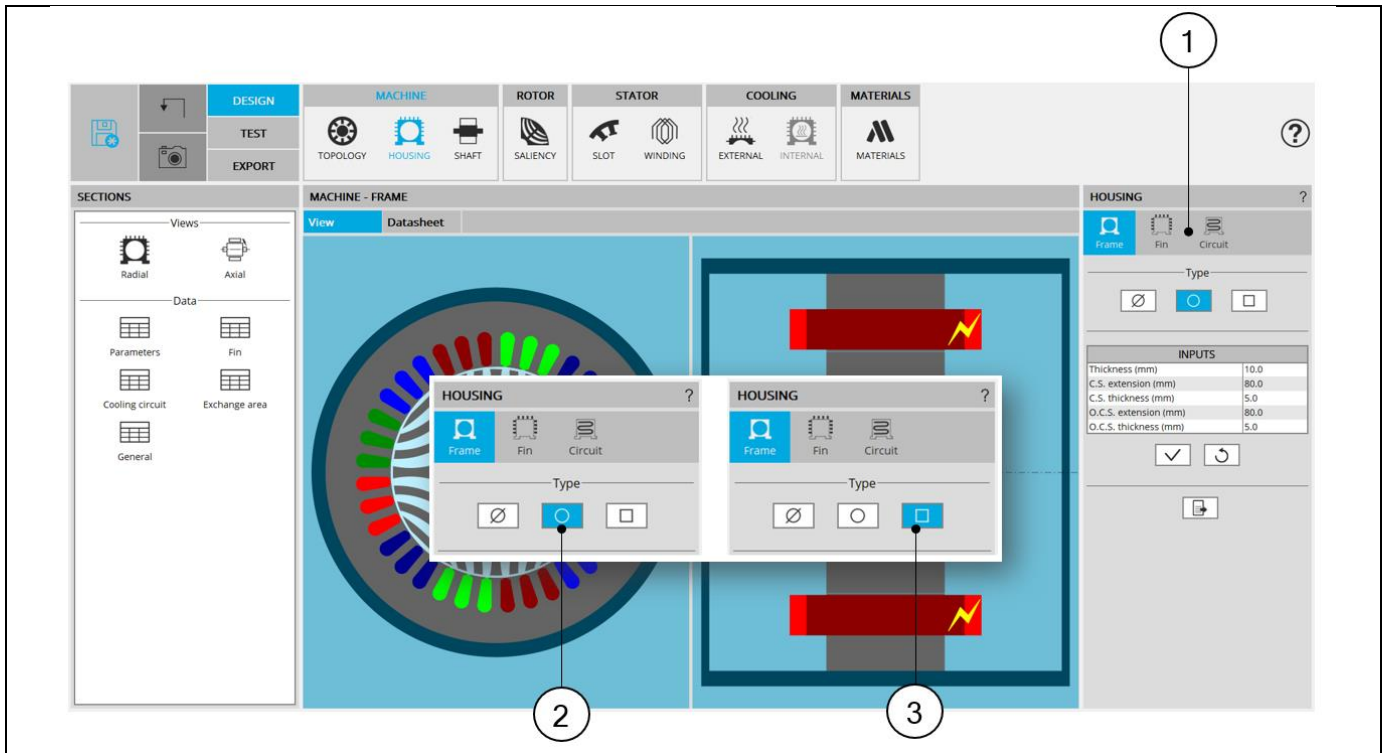 1
DESIGN
TEST
EXPORT
MACHINE
ROTOR
STATOR
COOLING
MATERIALS
TOPOLOGY
HOUSING
SHAFT
SALIENCY
SLOT
WINDING
EXTERNAL
INTERNAL
MATERIALS
?
SECTIONS
Views
Radial
Axial
Data
Parameters
Fin
Cooling circuit
Exchange area
General
MACHINE - FRAME
View
Datasheet
HOUSING ?
Frame
Fin
Circuit
Type
HOUSING ?
Frame
Fin
Circuit
Type
HOUSING ?
Frame
Fin
Circuit
Type
INPUTS
Thickness (mm) 10.0
C.S. extension (mm) 80.0
C.S. thickness (mm) 5.0
O.C.S. extension (mm) 80.0
O.C.S. thickness (mm) 5.0
2
3